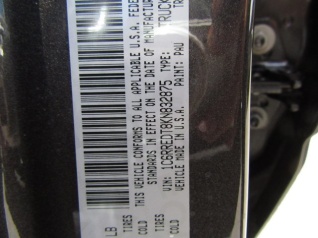 THIS VEHICLE CONFORMS TO ALL APPLICABLE U.S.A. FEDE
STANDARDS IN EFFECT ON THE DATE OF MANUFACTURE
VIN: 1C6RREDT8KN832875 TRUCK
VEHICLE MADE IN U.S.A. PAINT: PAU
LB
TIRES
COLD
TIRES
COLD
TR